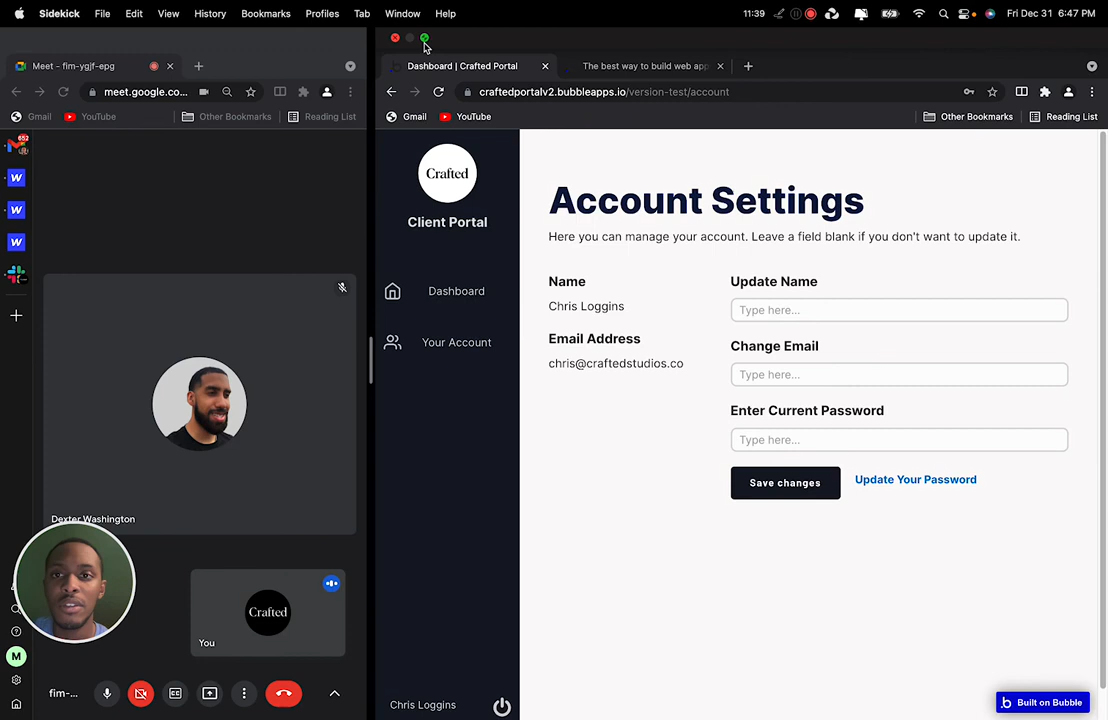 Sidekick File Edit View History Bookmarks Profiles Tab Window Help 11:39 Fri Dec 31 6:47 PM
Meet - fim-ygjf-epg
meet.google.co...
Gmail YouTube Other Bookmarks Reading List
652
W
W
W
Dexter Washington
Crafted
You
M
fim-...
Dashboard | Crafted Portal The best way to build web app
craftedportalv2.bubbleapps.io/version-test/account
Gmail YouTube Other Bookmarks Reading List
Crafted
Client Portal
Dashboard
Your Account
Chris Loggins
Account Settings
Here you can manage your account. Leave a field blank if you don't want to update it.
Name
Chris Loggins
Email Address
chris@craftedstudios.co
Update Name
Type here...
Change Email
Type here...
Enter Current Password
Type here...
Save changes Update Your Password
b Built on Bubble